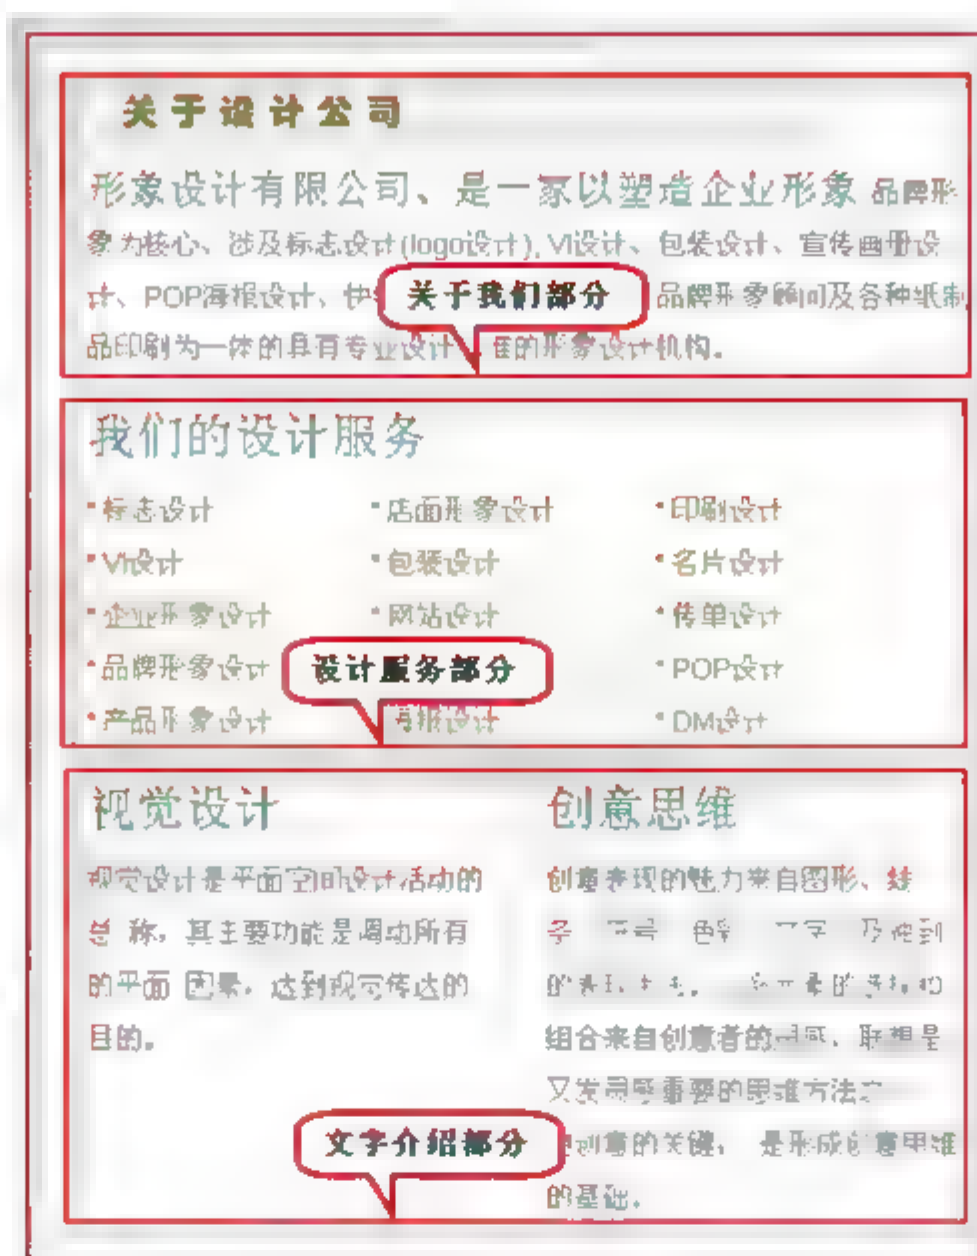 关于设计公司
形象设计有限公司、是一家以塑造企业形象 品牌形
象为核心、涉及标志设计(logo设计), VI设计、包装设计、宣传画册设
计、POP海报设计、 品牌形象顾问及各种纸制
关于我们部分
品印刷为一体的具有专业设计 的形象设计机构。
我们的设计服务
·标志设计 ·店面形象设计 ·印刷设计
·VI设计 ·包装设计 ·名片设计
·企业形象设计 ·网站设计 ·传单设计
·品牌形象设计 ·POP设计
设计服务部分
·产品形象设计 海报设计 ·DM设计
视觉设计
视觉设计是平面空间设计活动的
总 称，其主要功能是调动所有
的平面 因素，达到视觉传达的
目的。
创意思维
创意表现的魅力来自图形、
色彩
组合来自创意者的 联想是
重要的思维方法之
创意的关键， 是形成创意思维
的基础。
文字介绍部分